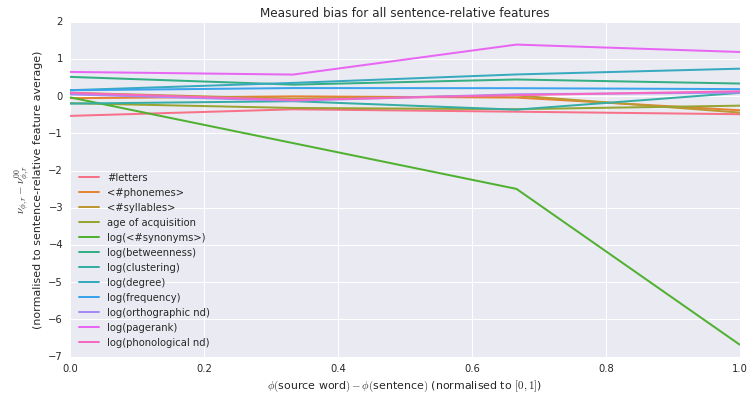 Measured bias for all sentence-relative features
2
1
0
−1
−2
−3
−4
−5
−6
−7
ν_{ϕ,r} − ν_{ϕ,r}^{00}
(normalised to sentence-relative feature average)
#letters
<#phonemes>
<#syllables>
age of acquisition
log(<#synonyms>)
log(betweenness)
log(clustering)
log(degree)
log(frequency)
log(orthographic nd)
log(pagerank)
log(phonological nd)
0.0 0.2 0.4 0.6 0.8 1.0
ϕ(source word) − ϕ(sentence) (normalised to [0,1])